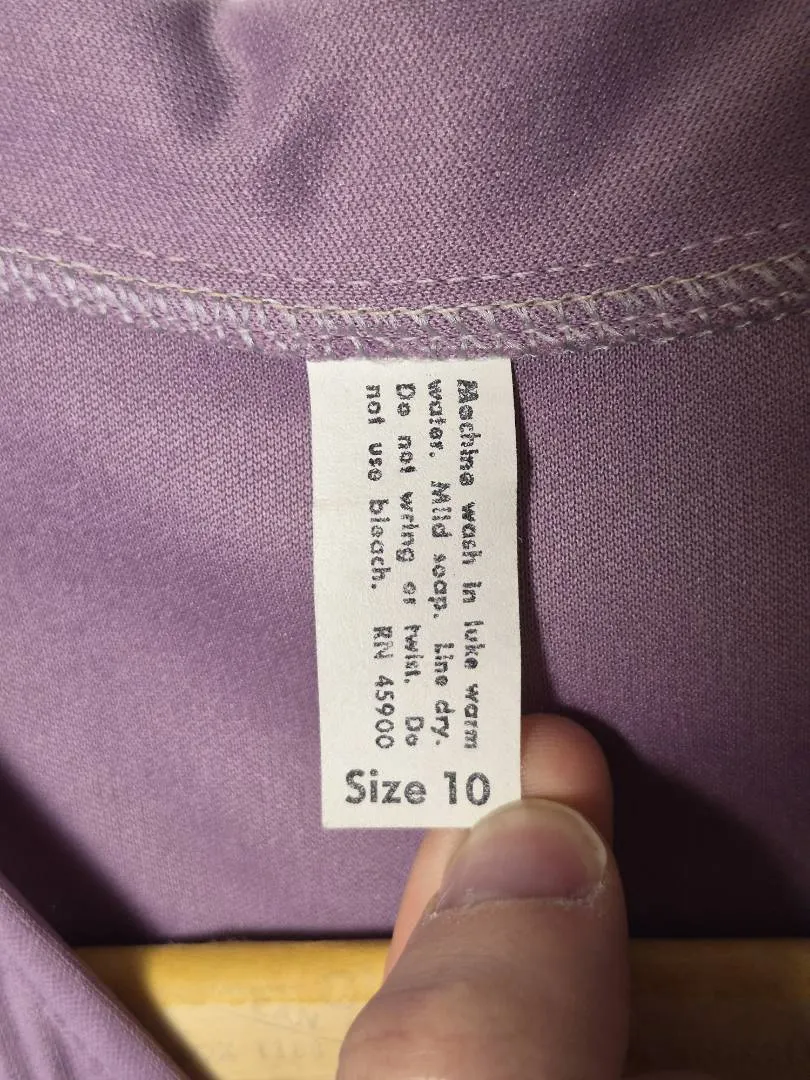 Machine wash in luke warm
water. Mild soap. Line dry.
Do not wring or twist. Do
not use bleach. RN 45900
Size 10